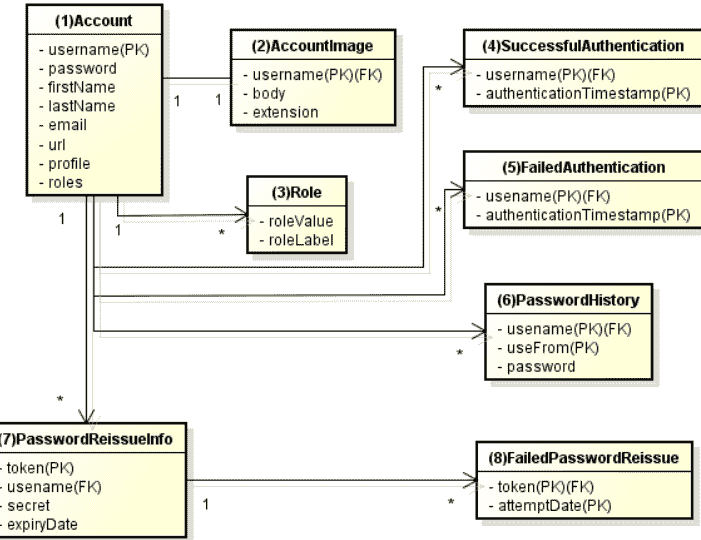 (1)Account
- username(PK)
- password
- firstName
- lastName
- email
- url
- profile
- roles
1
1
(2)AccountImage
- username(PK)(FK)
- body
- extension
(3)Role
- roleValue
- roleLabel
1
1
*
(4)SuccessfulAuthentication
- username(PK)(FK)
- authenticationTimestamp(PK)
*
(5)FailedAuthentication
- usename(PK)(FK)
- authenticationTimestamp(PK)
*
(6)PasswordHistory
- usename(PK)(FK)
- useFrom(PK)
- password
*
*
(7)PasswordReissueInfo
- token(PK)
- usename(FK)
- secret
- expiryDate
1
*
(8)FailedPasswordReissue
- token(PK)(FK)
- attemptDate(PK)